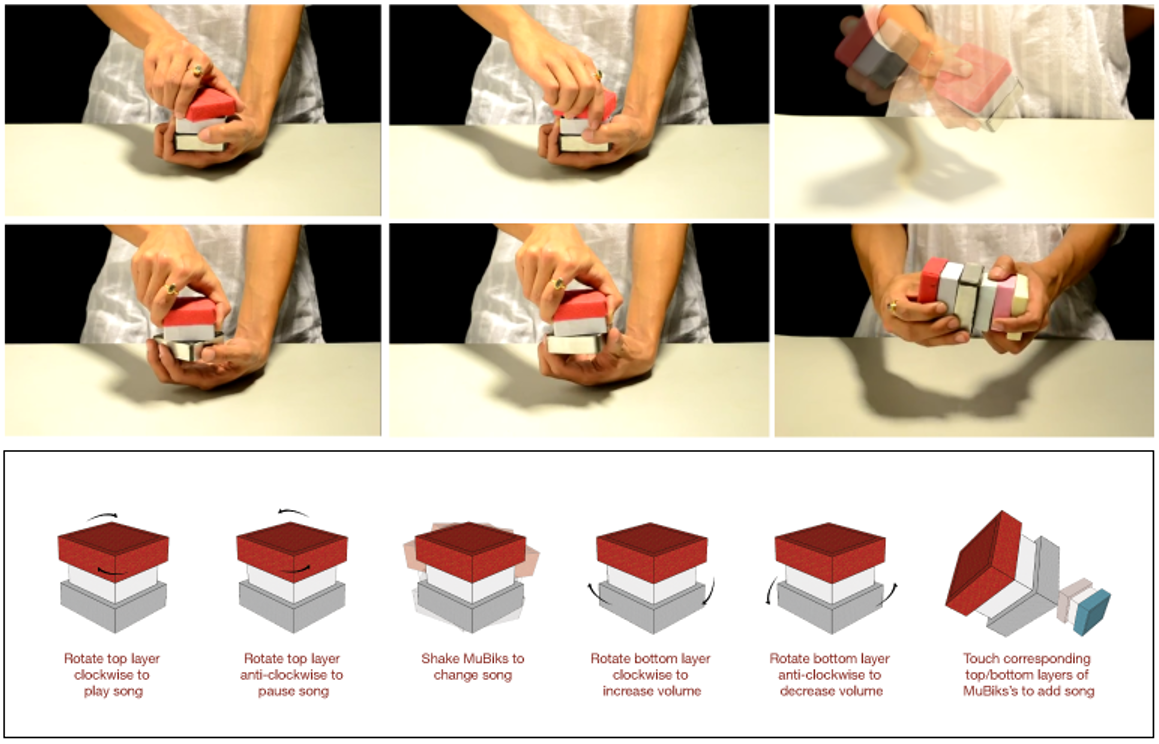 Rotate top layer
clockwise to
play song
Rotate top layer
anti-clockwise to
pause song
Shake MuBiks to
change song
Rotate bottom layer
clockwise to
increase volume
Rotate bottom layer
anti-clockwise to
decrease volume
Touch corresponding
top/bottom layers of
MuBiks's to add song